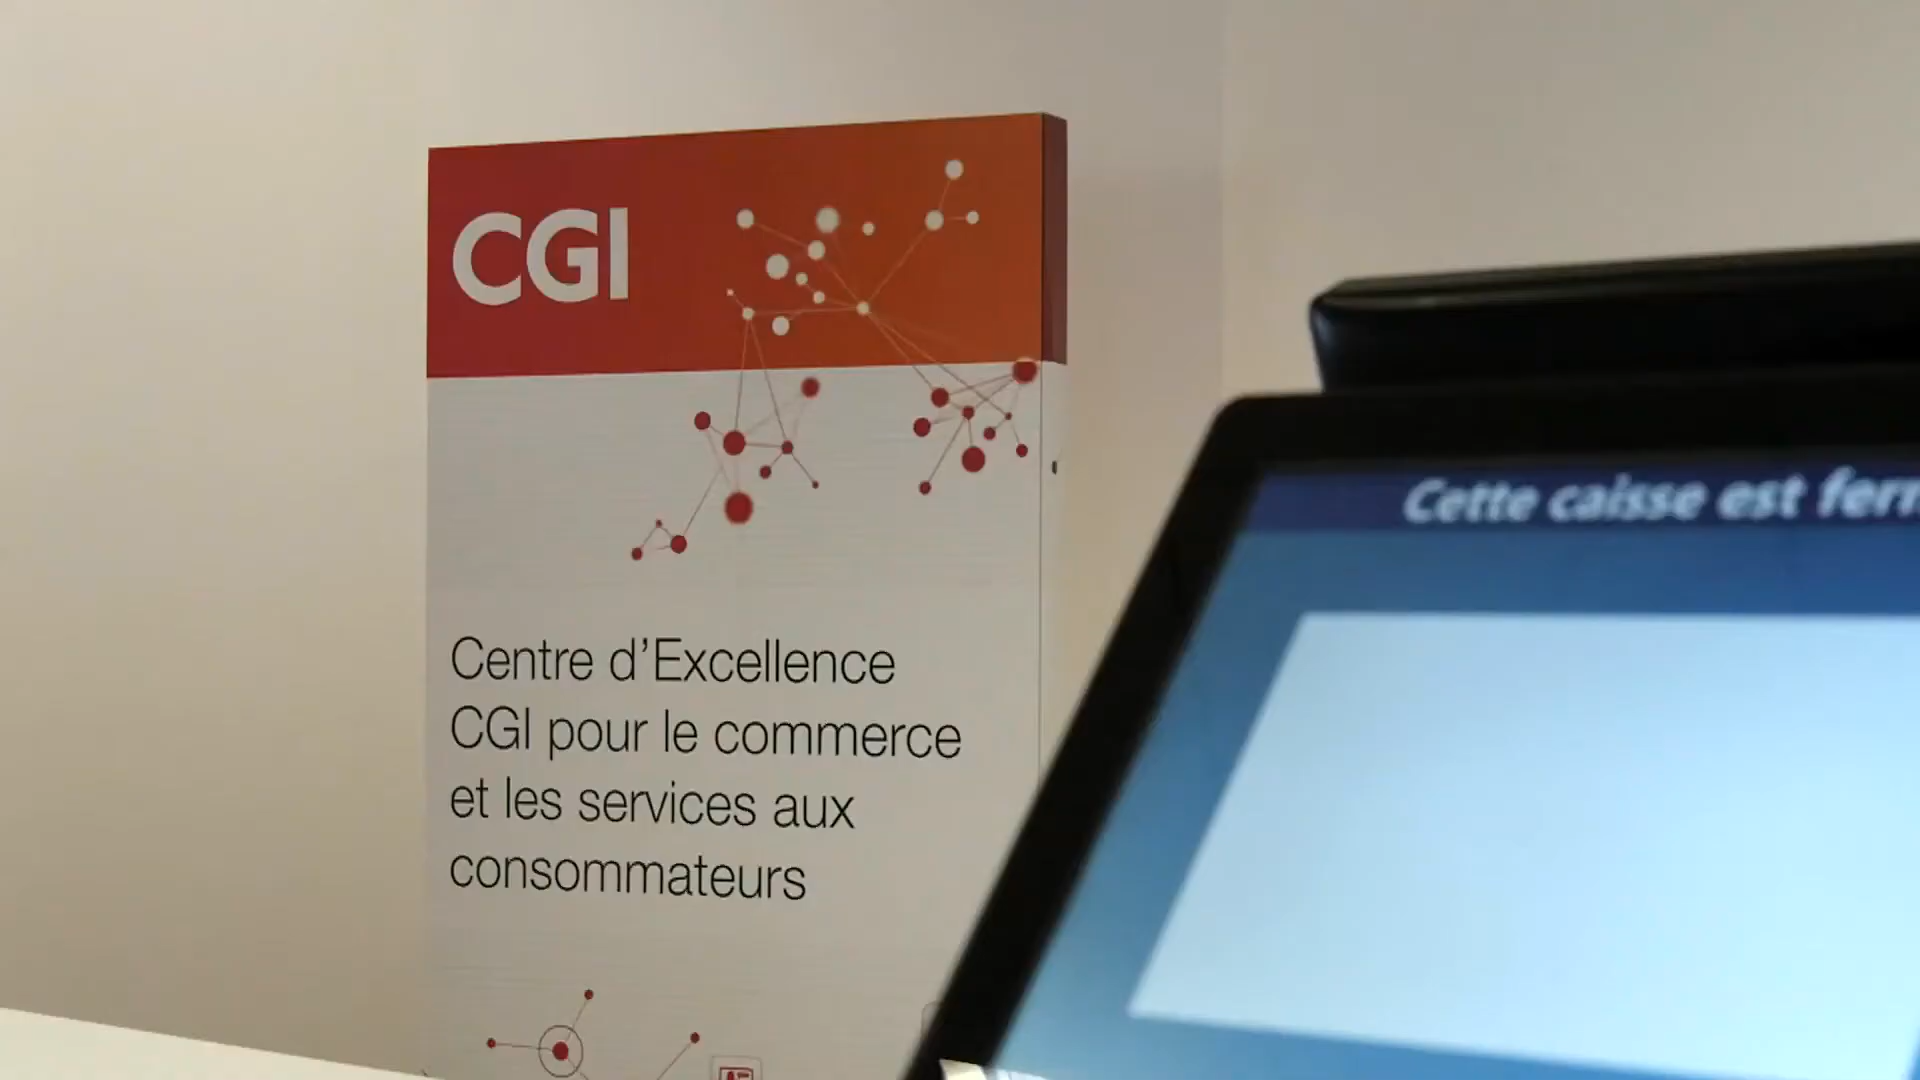 CGI
Centre d'Excellence
CGI pour le commerce
et les services aux
consommateurs
Cette caisse est